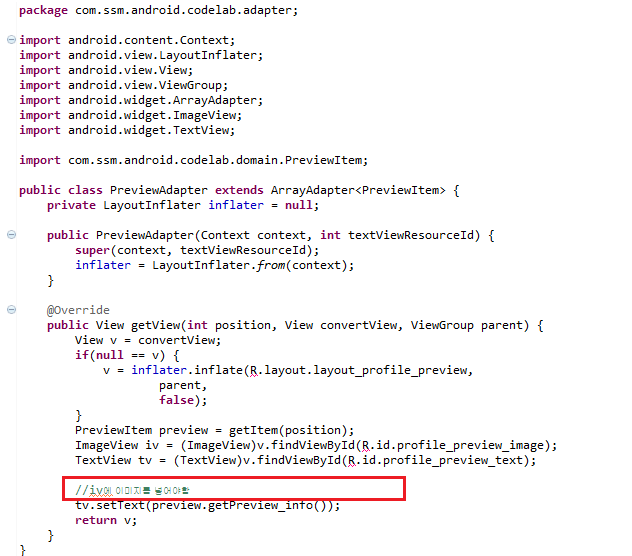 package com.ssm.android.codelab.adapter;
import android.content.Context;
import android.view.LayoutInflater;
import android.view.View;
import android.view.ViewGroup;
import android.widget.ArrayAdapter;
import android.widget.ImageView;
import android.widget.TextView;
import com.ssm.android.codelab.domain.PreviewItem;
public class PreviewAdapter extends ArrayAdapter<PreviewItem> {
private LayoutInflater inflater = null;
public PreviewAdapter(Context context, int textViewResourceId) {
super(context, textViewResourceId);
inflater = LayoutInflater.from(context);
}
@Override
public View getView(int position, View convertView, ViewGroup parent) {
View v = convertView;
if(null == v) {
v = inflater.inflate(R.layout.layout_profile_preview,
parent,
false);
}
PreviewItem preview = getItem(position);
ImageView iv = (ImageView)v.findViewById(R.id.profile_preview_image);
TextView tv = (TextView)v.findViewById(R.id.profile_preview_text);
//iv에 이미지를 넣어야함
tv.setText(preview.getPreview_info());
return v;
}
}